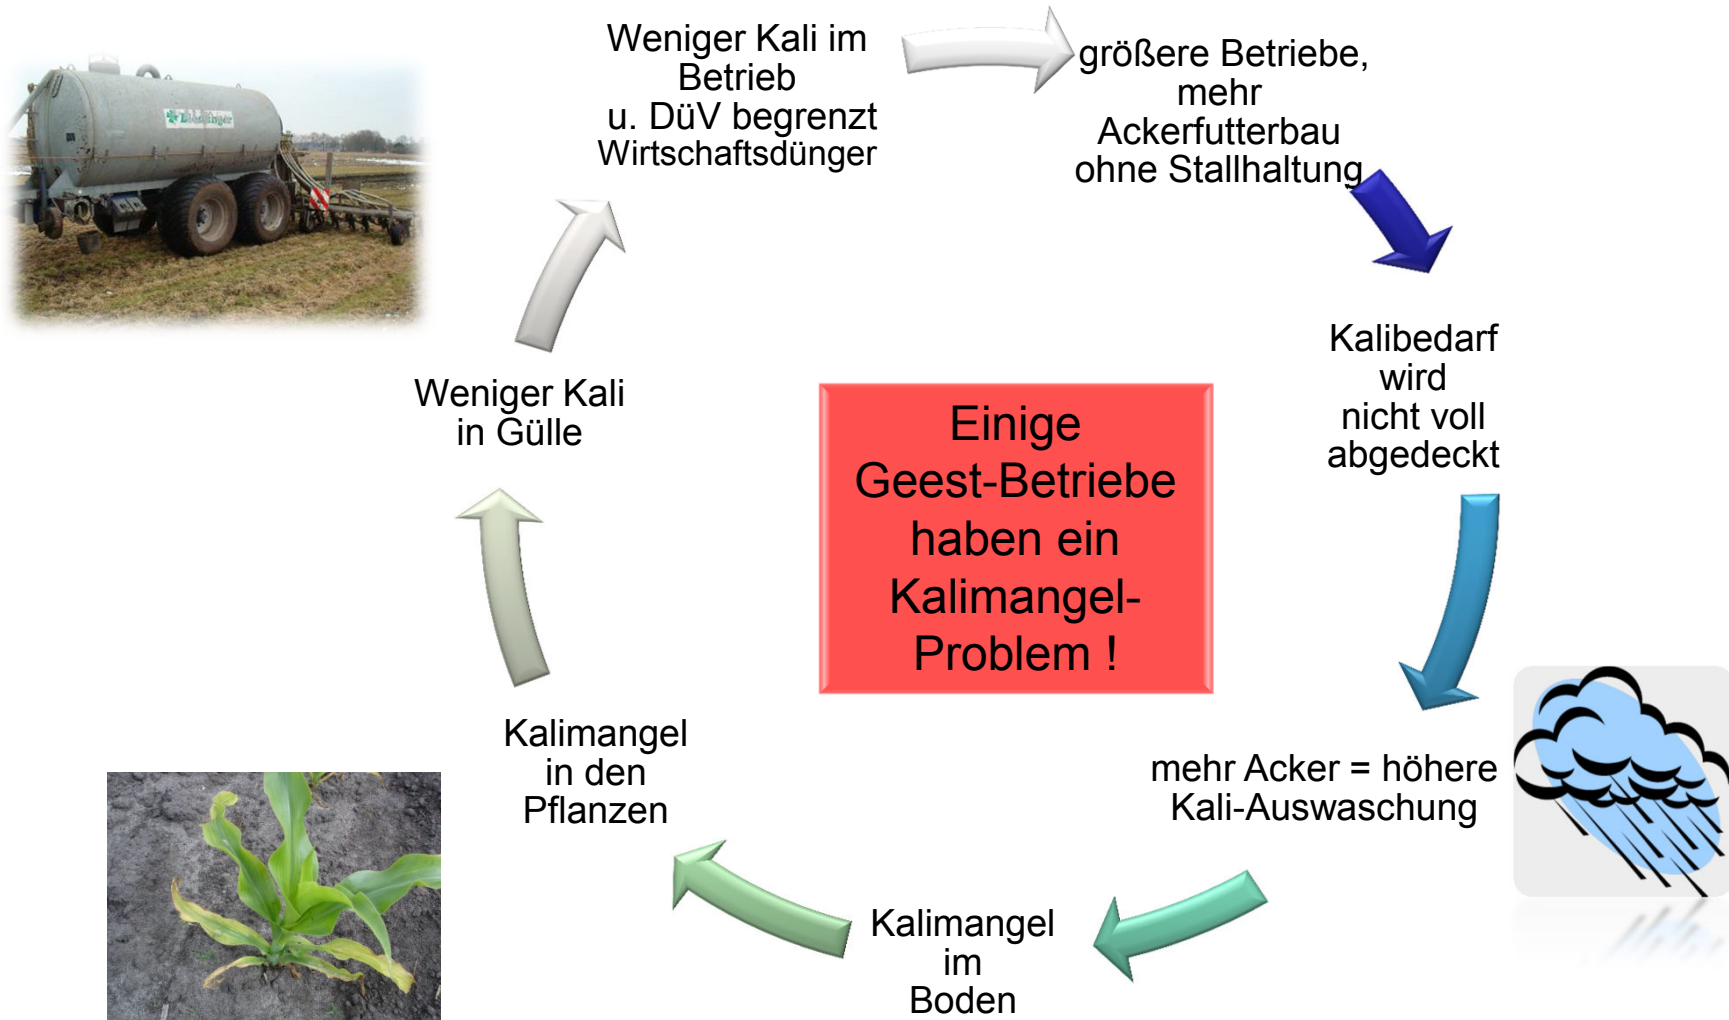 Weniger Kali im
Betrieb
u. DüV begrenzt
Wirtschaftsdünger
größere Betriebe,
mehr
Ackerfutterbau
ohne Stallhaltung
Kalibedarf
wird
nicht voll
abgedeckt
mehr Acker = höhere
Kali-Auswaschung
Kalimangel
im
Boden
Kalimangel
in den
Pflanzen
Weniger Kali
in Gülle
Einige
Geest-Betriebe
haben ein
Kalimangel-
Problem !